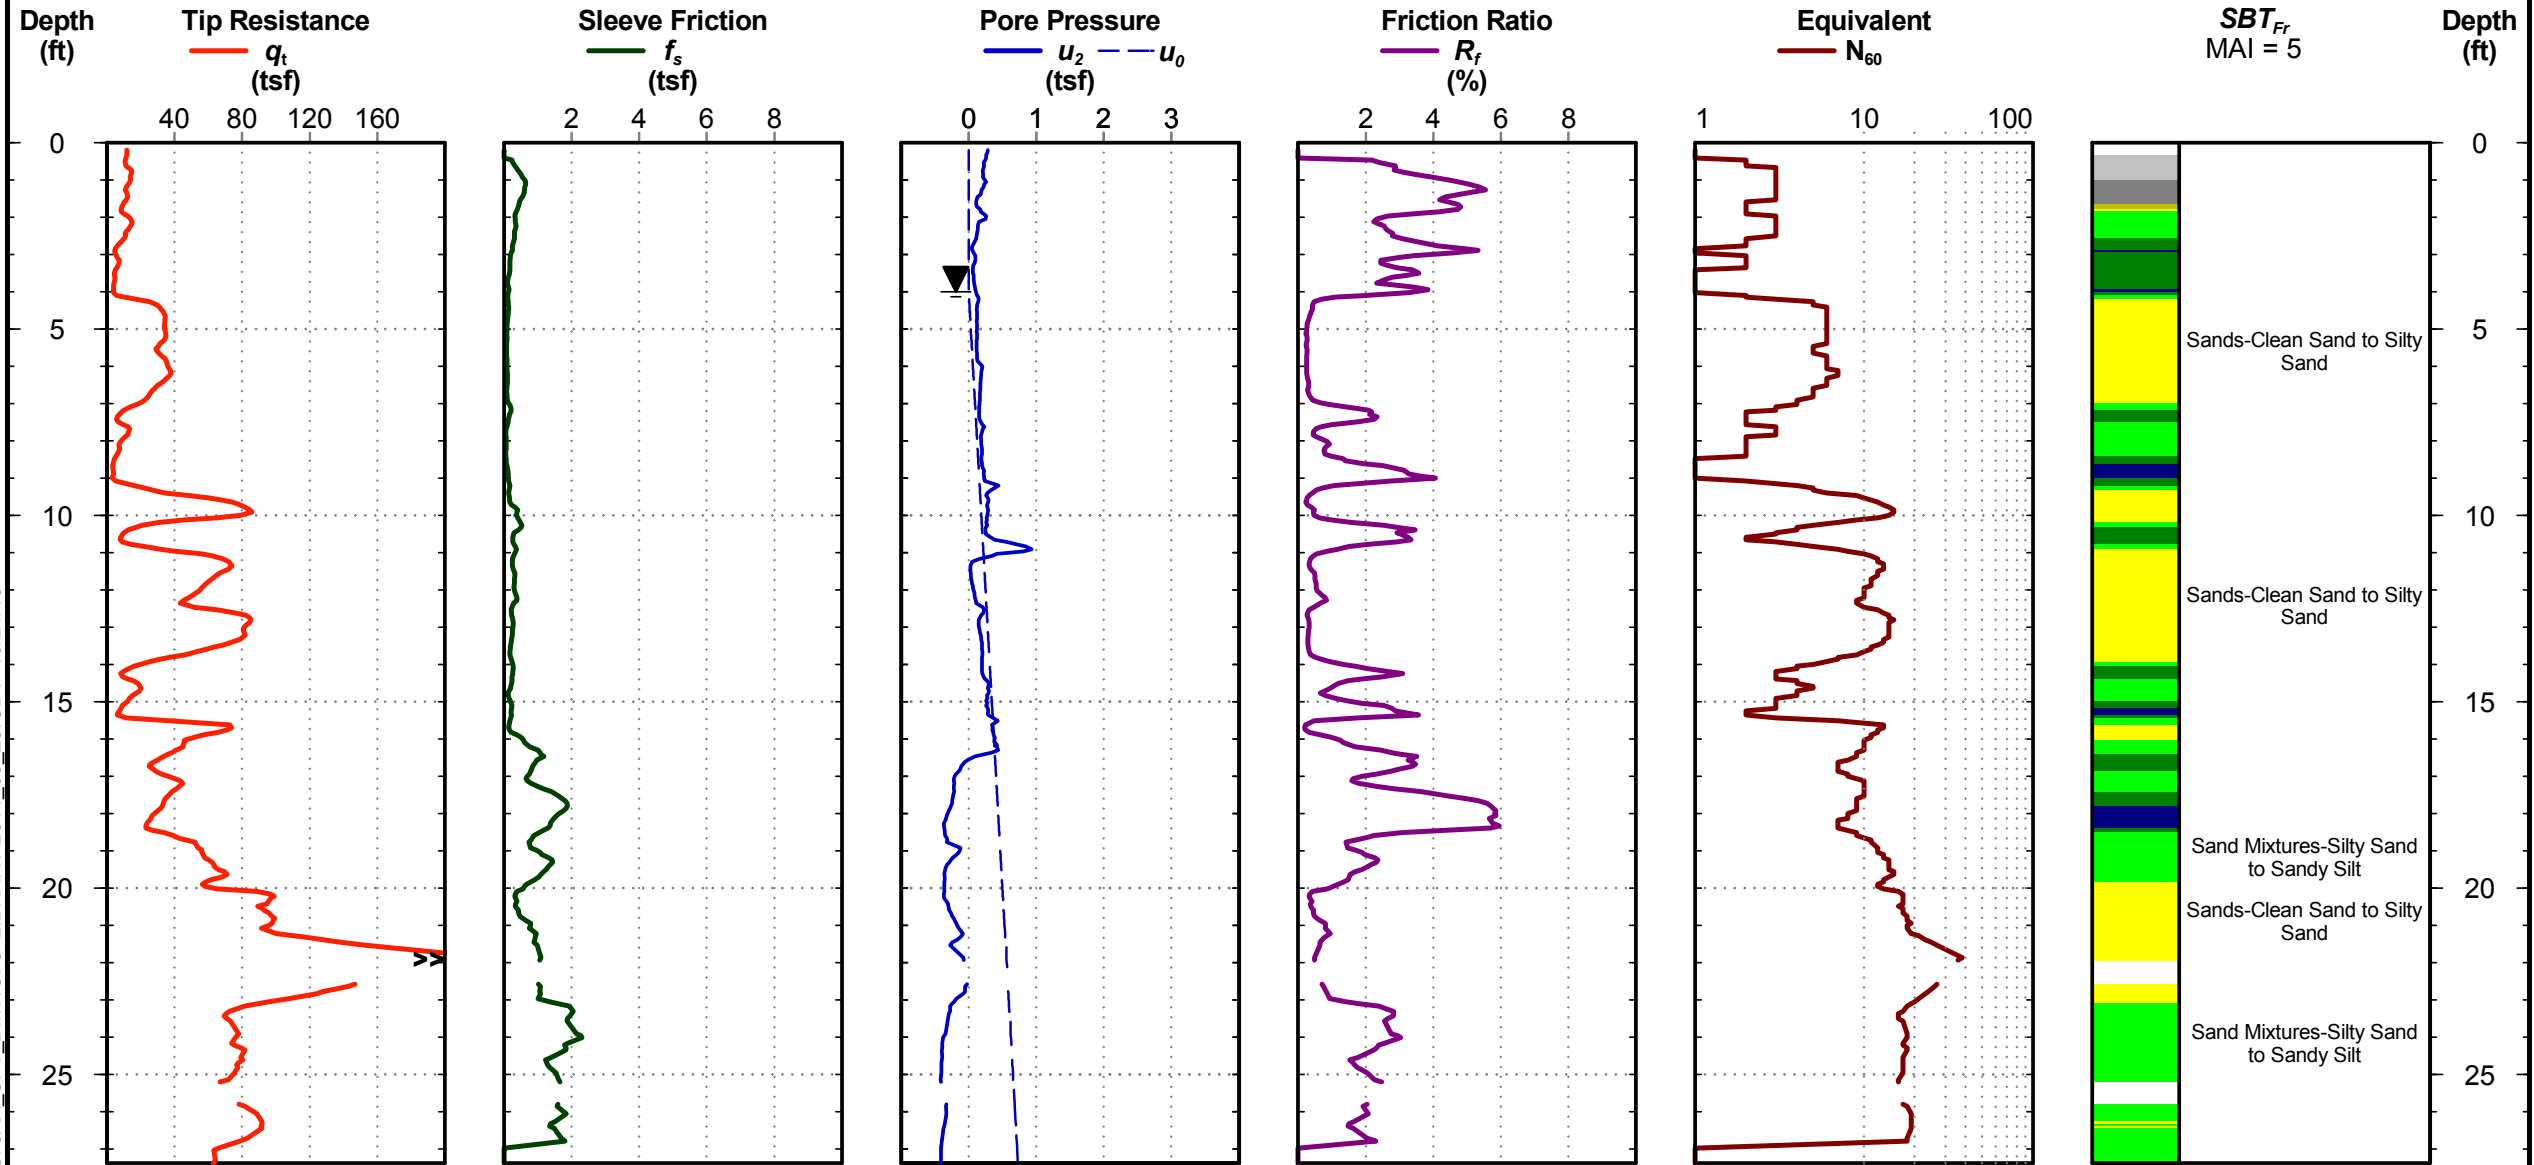 Depth
(ft)
Tip Resistance
qt
(tsf)
Sleeve Friction
fs
(tsf)
Pore Pressure
u2 u0
(tsf)
Friction Ratio
Rf
(%)
Equivalent
N60
SBTFr
MAI = 5
Depth
(ft)
40 80 120 160
2 4 6 8
0 1 2 3
2 4 6 8
1 10 100
0 0
5 5
Sands-Clean Sand to Silty
Sand
10 10
Sands-Clean Sand to Silty
Sand
15 15
Sand Mixtures-Silty Sand
to Sandy Silt
20 20
Sands-Clean Sand to Silty
Sand
>>
Sand Mixtures-Silty Sand
to Sandy Silt
25 25